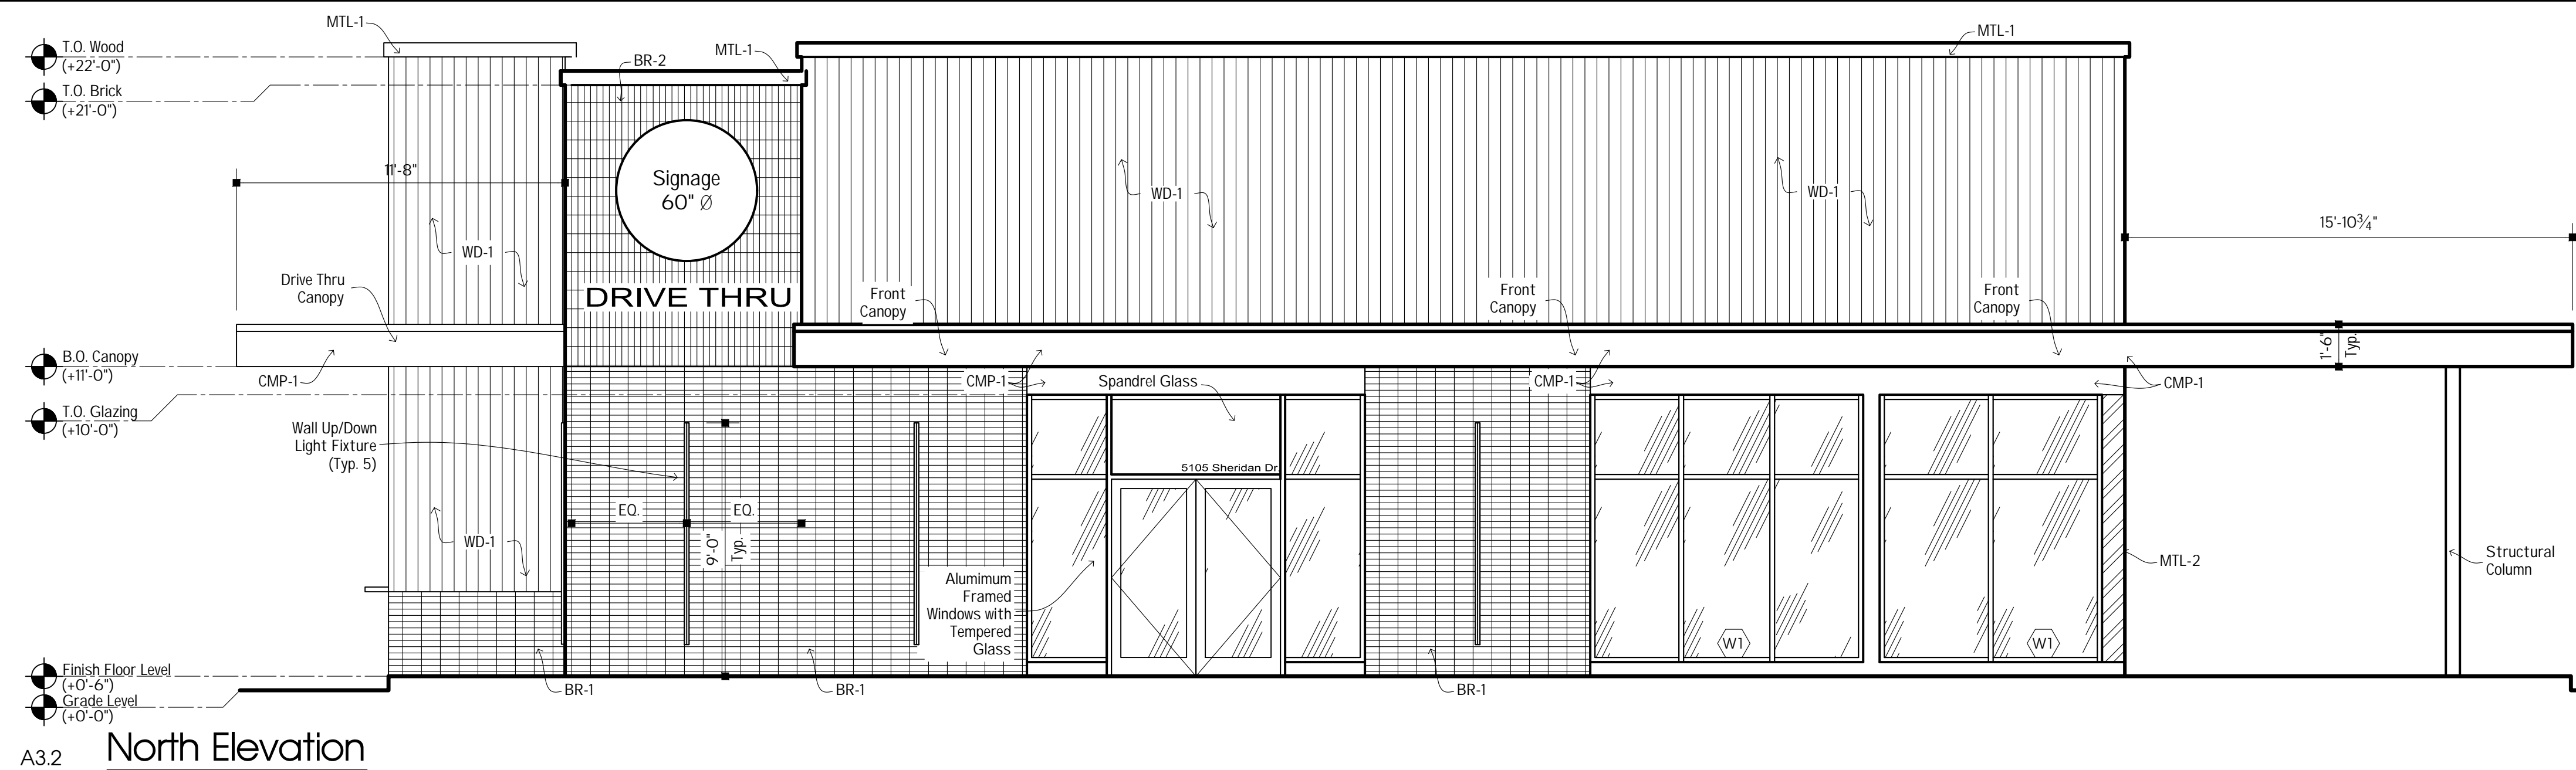 MTL-1
MTL-1
MTL-1
BR-2
T.O. Wood
(+22'-0")
T.O. Brick
(+21'-0")
11'-8"
Signage
60" Ø
WD-1
WD-1
WD-1
15'-10¾"
Drive Thru
Canopy
DRIVE THRU
Front
Canopy
Front
Canopy
Front
Canopy
1'-6"
Typ.
B.O. Canopy
(+11'-0")
CMP-1
CMP-1
Spandrel Glass
CMP-1
CMP-1
T.O. Glazing
(+10'-0")
Wall Up/Down
Light Fixture
(Typ. 5)
5105 Sheridan Dr.
EQ.
EQ.
9'-0"
Typ.
WD-1
Alumimum
Framed
Windows with
Tempered
Glass
W1
W1
MTL-2
Structural
Column
Finish Floor Level
(+0'-6")
Grade Level
(+0'-0")
BR-1
BR-1
BR-1
A3.2
North Elevation